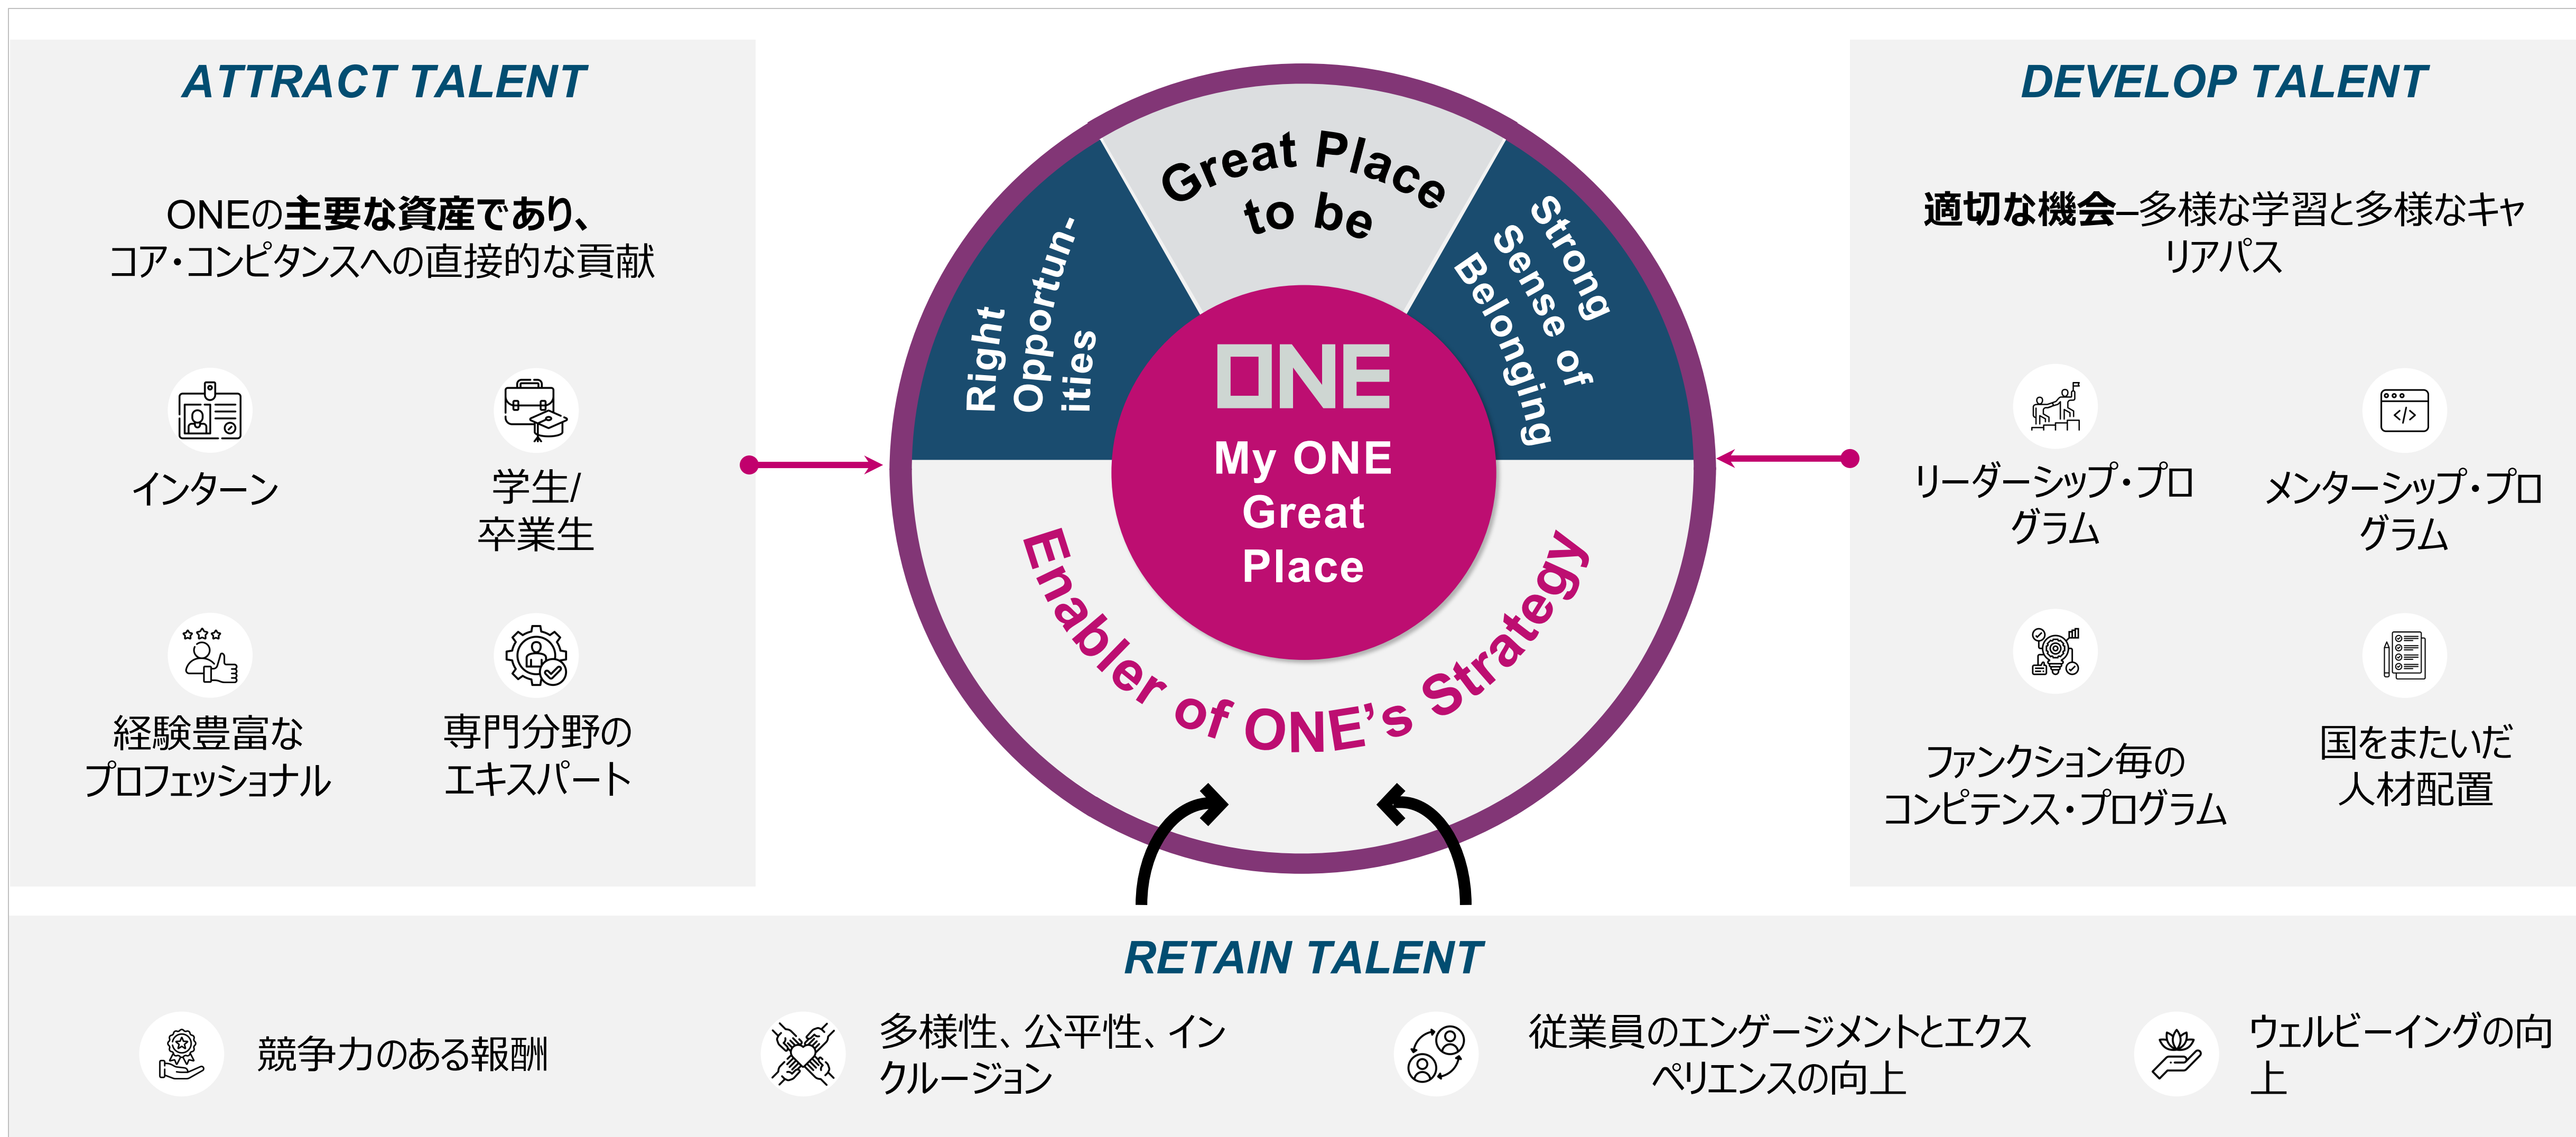 ATTRACT TALENT
ONEの主要な資産であり、
コア・コンピタンスへの直接的な貢献
インターン
学生/
卒業生
経験豊富な
プロフェッショナル
専門分野の
エキスパート
Great Place
to be
Right
Opportun-
ities
Strong
Sense of
Belonging
ONE
My ONE
Great
Place
Enabler of ONE’s Strategy
DEVELOP TALENT
適切な機会–多様な学習と多様なキャ
リアパス
リーダーシップ・プロ
グラム
メンターシップ・プロ
グラム
ファンクション毎の
コンピテンス・プログラム
国をまたいだ
人材配置
RETAIN TALENT
競争力のある報酬
多様性、公平性、イン
クルージョン
従業員のエンゲージメントとエクス
ペリエンスの向上
ウェルビーイングの向
上